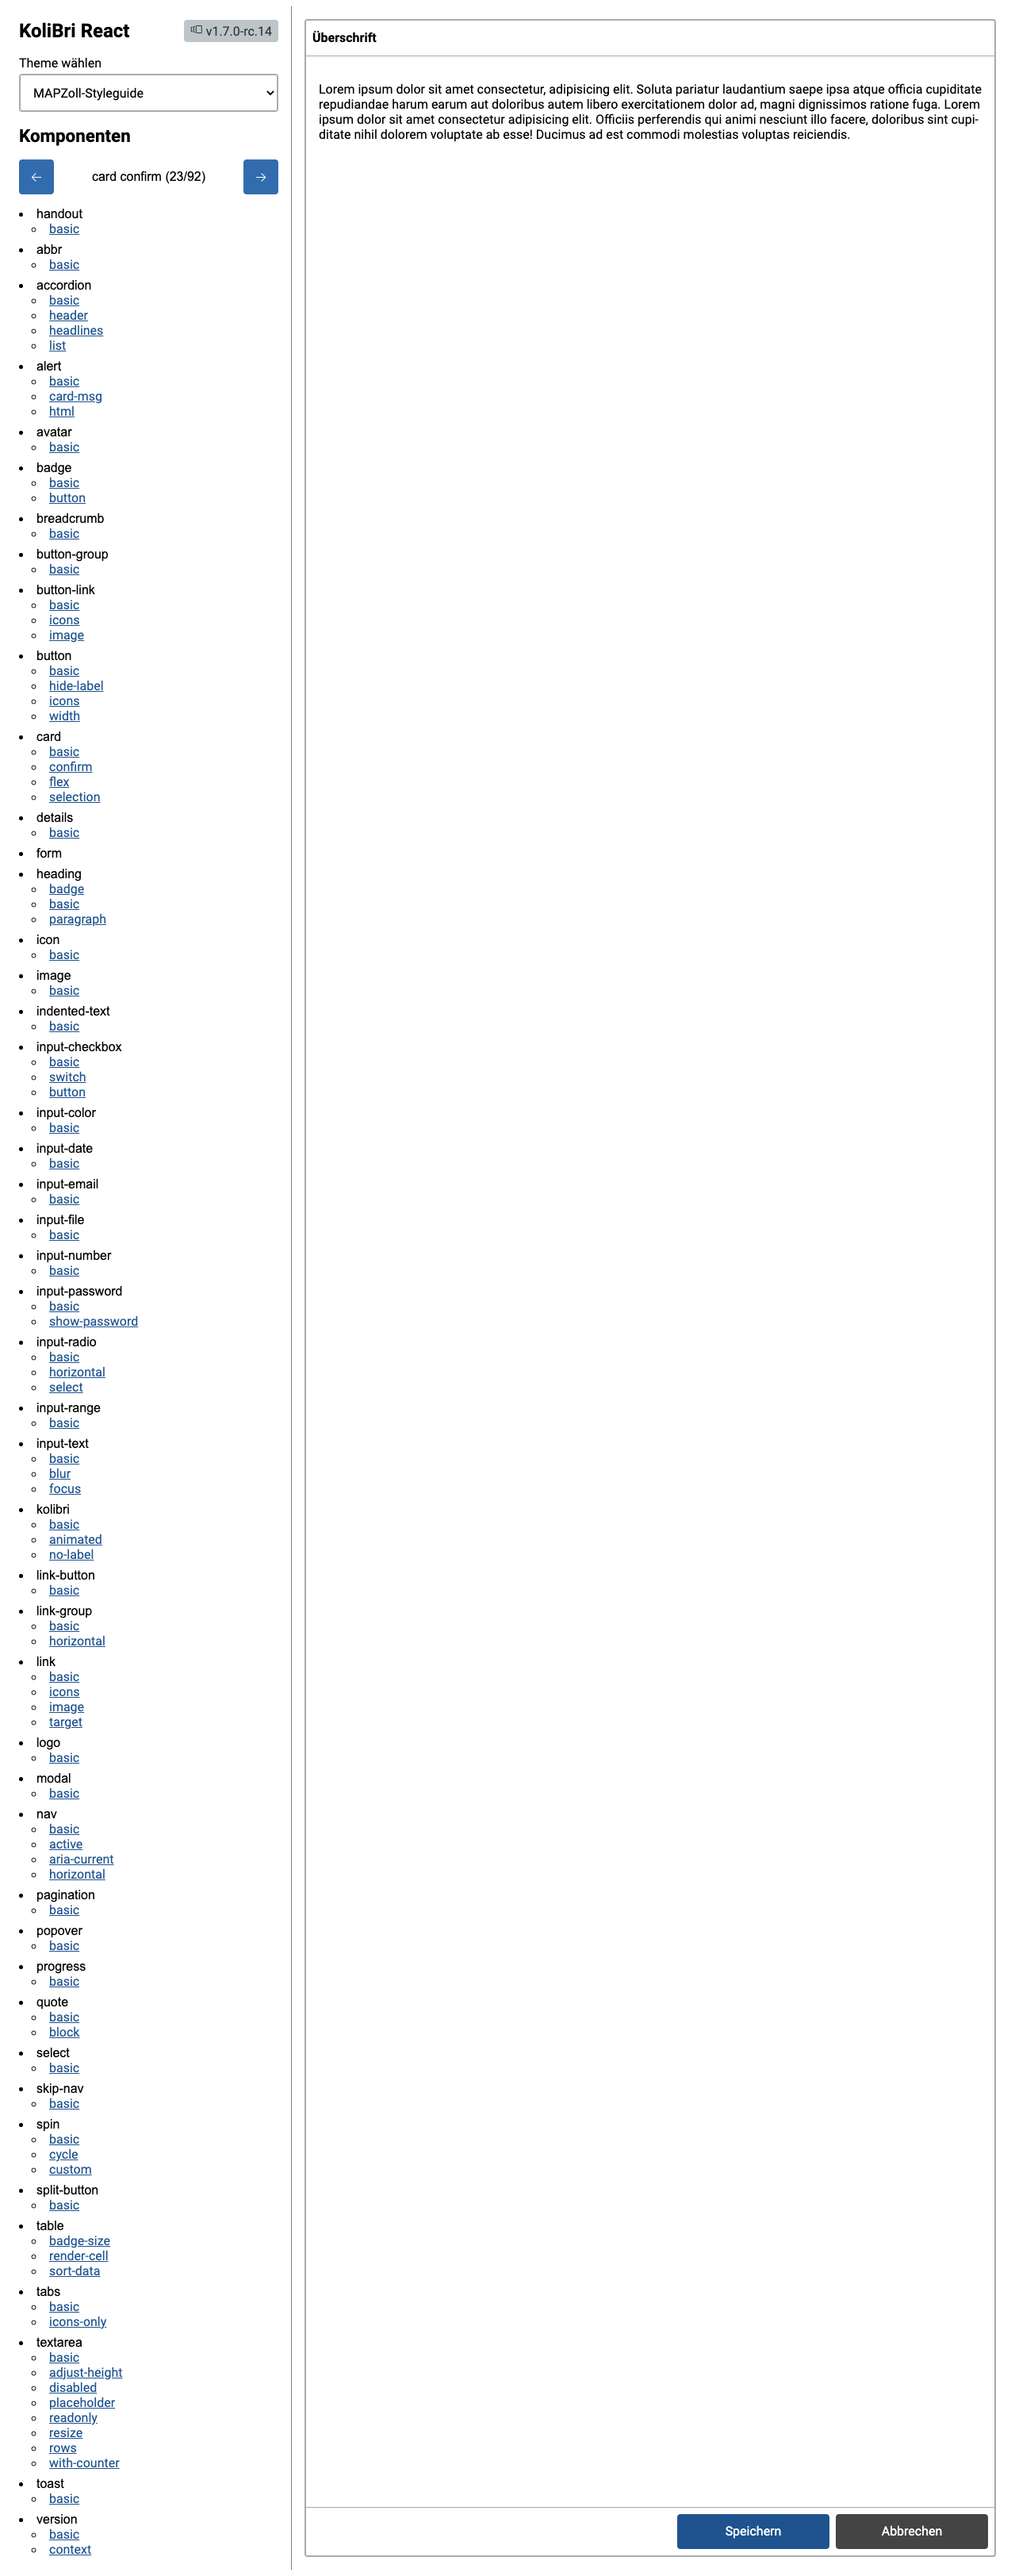 KoliBri React
v1.7.0-rc.14
Theme wählen
MAPZoll-Styleguide
Komponenten
card confirm (23/92)
handout
basic
abbr
basic
accordion
basic
header
headlines
list
alert
basic
card-msg
html
avatar
basic
badge
basic
button
breadcrumb
basic
button-group
basic
button-link
basic
icons
image
button
basic
hide-label
icons
width
card
basic
confirm
flex
selection
details
basic
form
heading
badge
basic
paragraph
icon
basic
image
basic
indented-text
basic
input-checkbox
basic
switch
button
input-color
basic
input-date
basic
input-email
basic
input-file
basic
input-number
basic
input-password
basic
show-password
input-radio
basic
horizontal
select
input-range
basic
input-text
basic
blur
focus
kolibri
basic
animated
no-label
link-button
basic
link-group
basic
horizontal
link
basic
icons
image
target
logo
basic
modal
basic
nav
basic
active
aria-current
horizontal
pagination
basic
popover
basic
progress
basic
quote
basic
block
select
basic
skip-nav
basic
spin
basic
cycle
custom
split-button
basic
table
badge-size
render-cell
sort-data
tabs
basic
icons-only
textarea
basic
adjust-height
disabled
placeholder
readonly
resize
rows
with-counter
toast
basic
version
basic
context
Überschrift
Lorem ipsum dolor sit amet consectetur, adipisicing elit. Soluta pariatur laudantium saepe ipsa atque officia cupiditate
repudiandae harum earum aut doloribus autem libero exercitationem dolor ad, magni dignissimos ratione fuga. Lorem
ipsum dolor sit amet consectetur adipisicing elit. Officiis perferendis qui animi nesciunt illo facere, doloribus sint cupi-
ditate nihil dolorem voluptate ab esse! Ducimus ad est commodi molestias voluptas reiciendis.
Speichern
Abbrechen